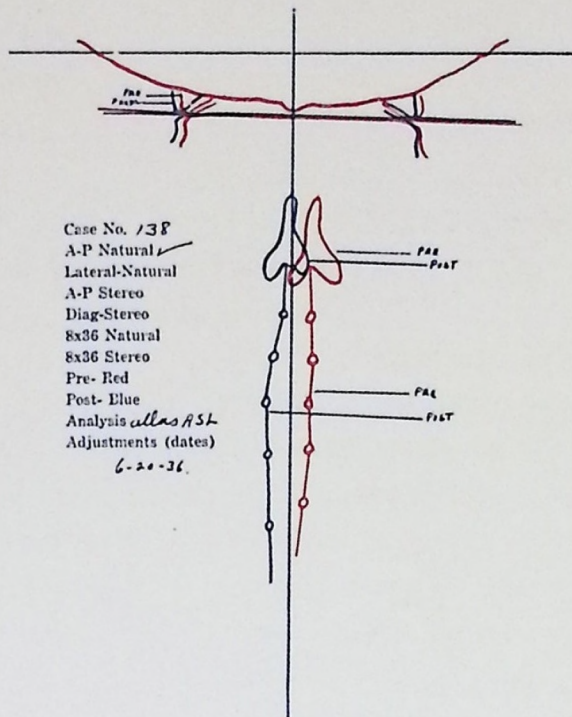 PRE
POST
Case No. 138
A-P Natural ✓
Lateral-Natural
A-P Stereo
Diag-Stereo
8x36 Natural
8x36 Stereo
Pre- Red
Post- Blue
Analysis atlas ASL
Adjustments (dates)
6-20-36.
PRE
POST
PRE
POST